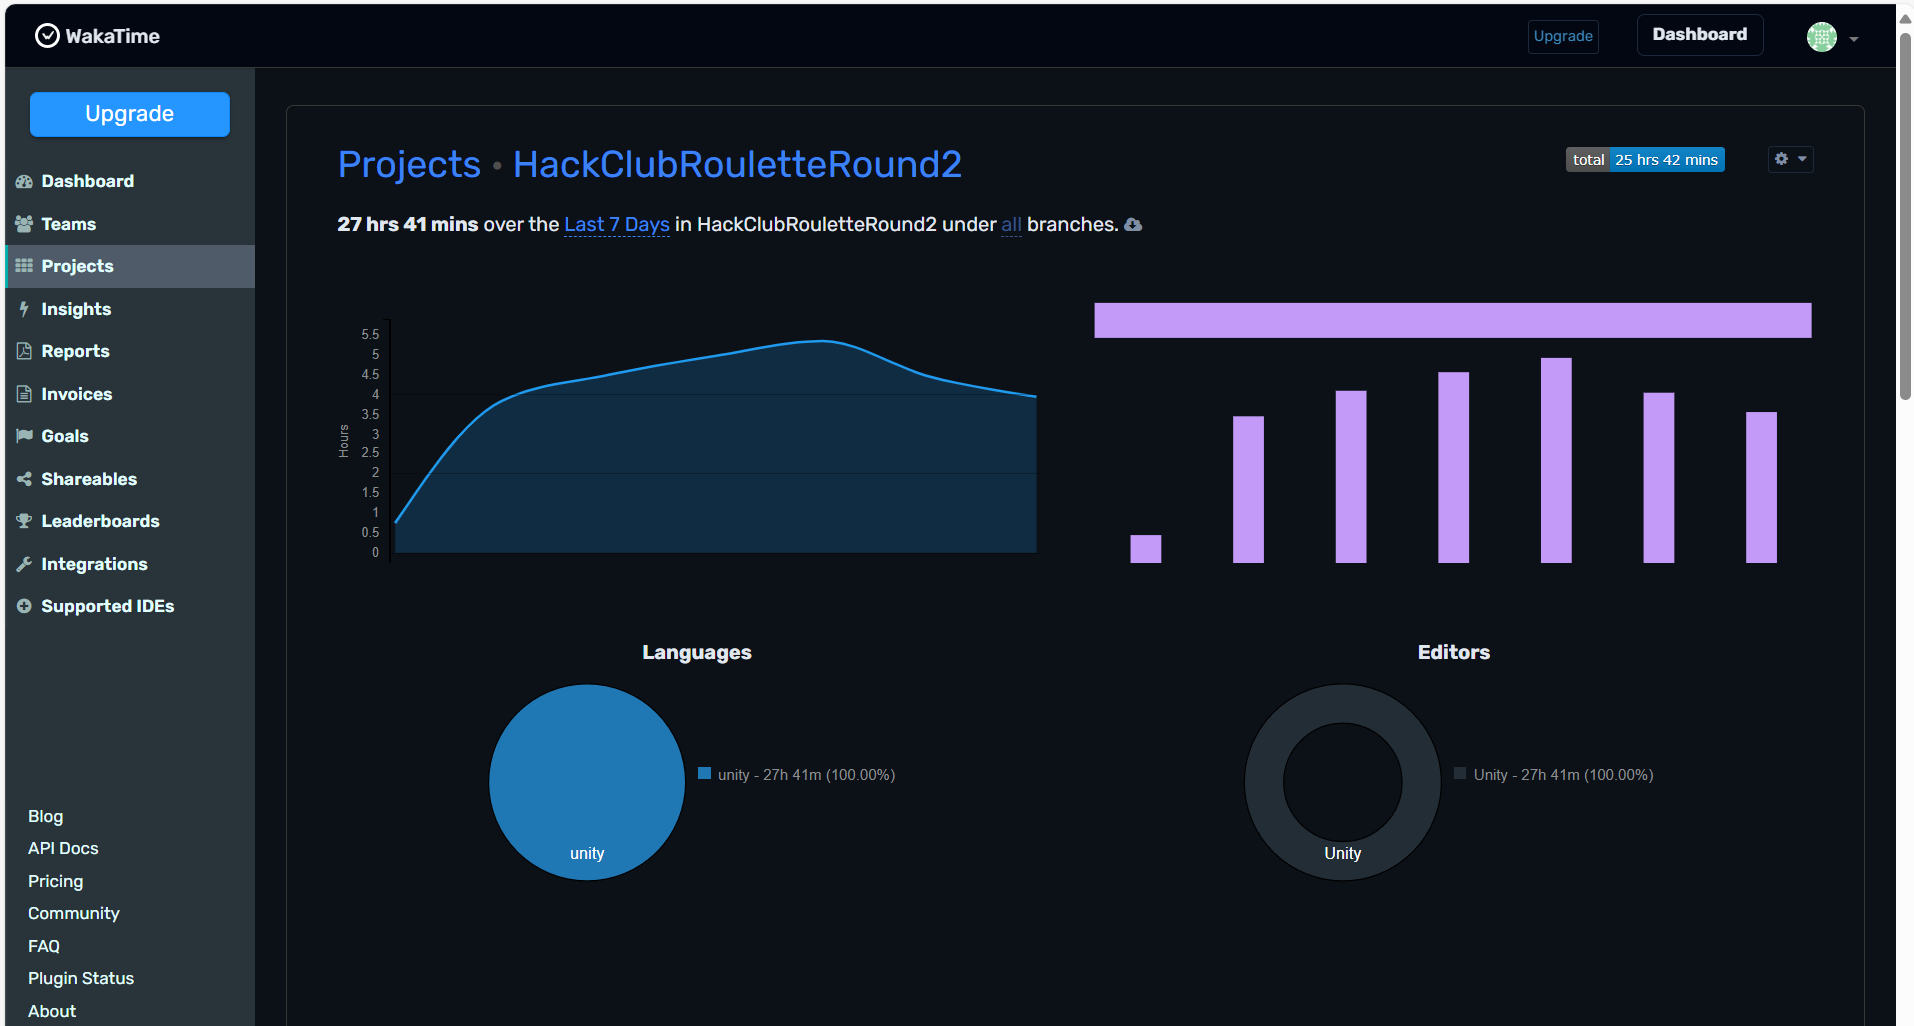 WakaTime
Upgrade
Dashboard
Upgrade
Dashboard
Teams
Projects
Insights
Reports
Invoices
Goals
Shareables
Leaderboards
Integrations
Supported IDEs
Blog
API Docs
Pricing
Community
FAQ
Plugin Status
About
Projects • HackClubRouletteRound2
total 25 hrs 42 mins
27 hrs 41 mins over the Last 7 Days in HackClubRouletteRound2 under all branches.
Hours
5.5
5
4.5
4
3.5
3
2.5
2
1.5
1
0.5
0
Languages
unity
unity - 27h 41m (100.00%)
Editors
Unity
Unity - 27h 41m (100.00%)